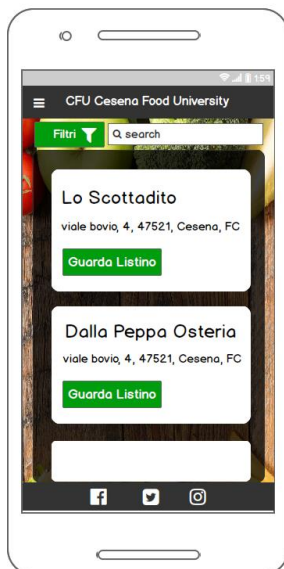 159
CFU Cesena Food University
Filtri
search
Lo Scottadito
viale bovio, 4, 47521, Cesena, FC
Guarda Listino
Dalla Peppa Osteria
viale bovio, 4, 47521, Cesena, FC
Guarda Listino